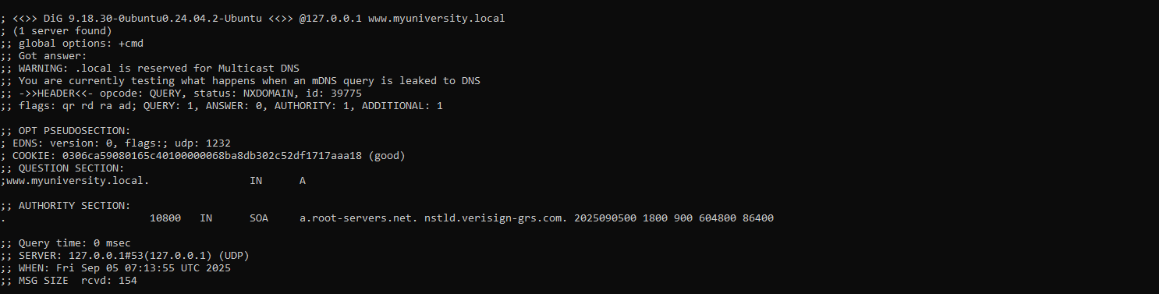 ; <<>> DiG 9.18.30-0ubuntu0.24.04.2-Ubuntu <<>> @127.0.0.1 www.myuniversity.local
; (1 server found)
;; global options: +cmd
;; Got answer:
;; WARNING: .local is reserved for Multicast DNS
;; You are currently testing what happens when an mDNS query is leaked to DNS
;; ->>HEADER<<- opcode: QUERY, status: NXDOMAIN, id: 39775
;; flags: qr rd ra ad; QUERY: 1, ANSWER: 0, AUTHORITY: 1, ADDITIONAL: 1

;; OPT PSEUDOSECTION:
; EDNS: version: 0, flags:; udp: 1232
; COOKIE: 0306ca59080165c40100000068ba8db302c52df1717aaa18 (good)
;; QUESTION SECTION:
;www.myuniversity.local. IN A

;; AUTHORITY SECTION:
. 10800 IN SOA a.root-servers.net. nstld.verisign-grs.com. 2025090500 1800 900 604800 86400

;; Query time: 0 msec
;; SERVER: 127.0.0.1#53(127.0.0.1) (UDP)
;; WHEN: Fri Sep 05 07:13:55 UTC 2025
;; MSG SIZE rcvd: 154